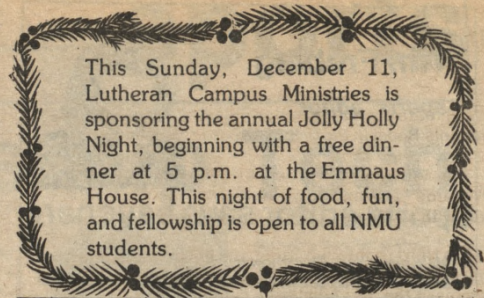 This Sunday, December 11,
Lutheran Campus Ministries is
sponsoring the annual Jolly Holly
Night, beginning with a free din-
ner at 5 p.m. at the Emmaus
House. This night of food, fun,
and fellowship is open to all NMU
students.